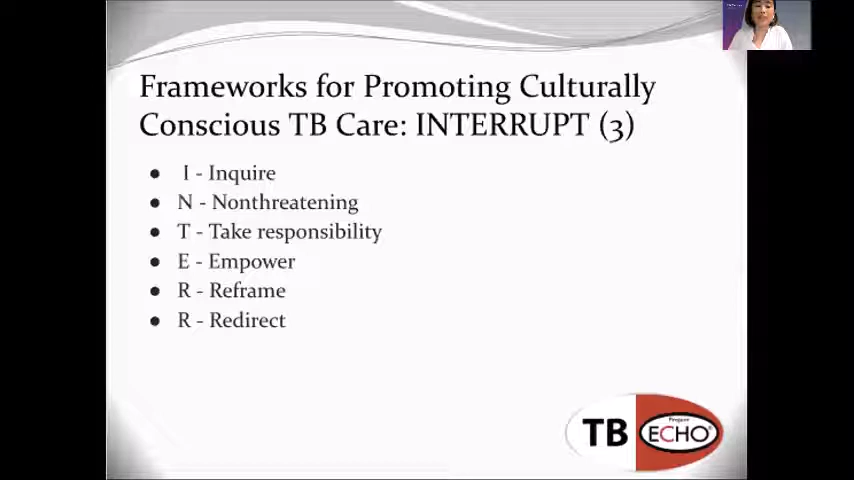 Frameworks for Promoting Culturally
Conscious TB Care: INTERRUPT (3)
● I - Inquire
● N - Nonthreatening
● T - Take responsibility
● E - Empower
● R - Reframe
● R - Redirect
TB
ECHO